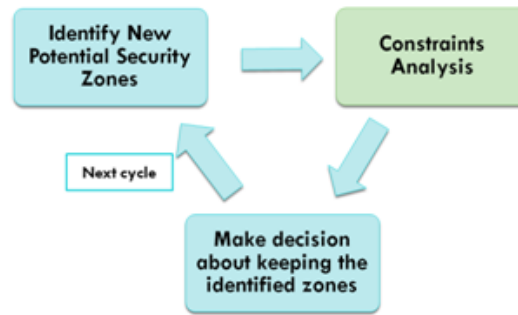 Identify New
Potential Security
Zones
Constraints
Analysis
Next cycle
Make decision
about keeping the
identified zones